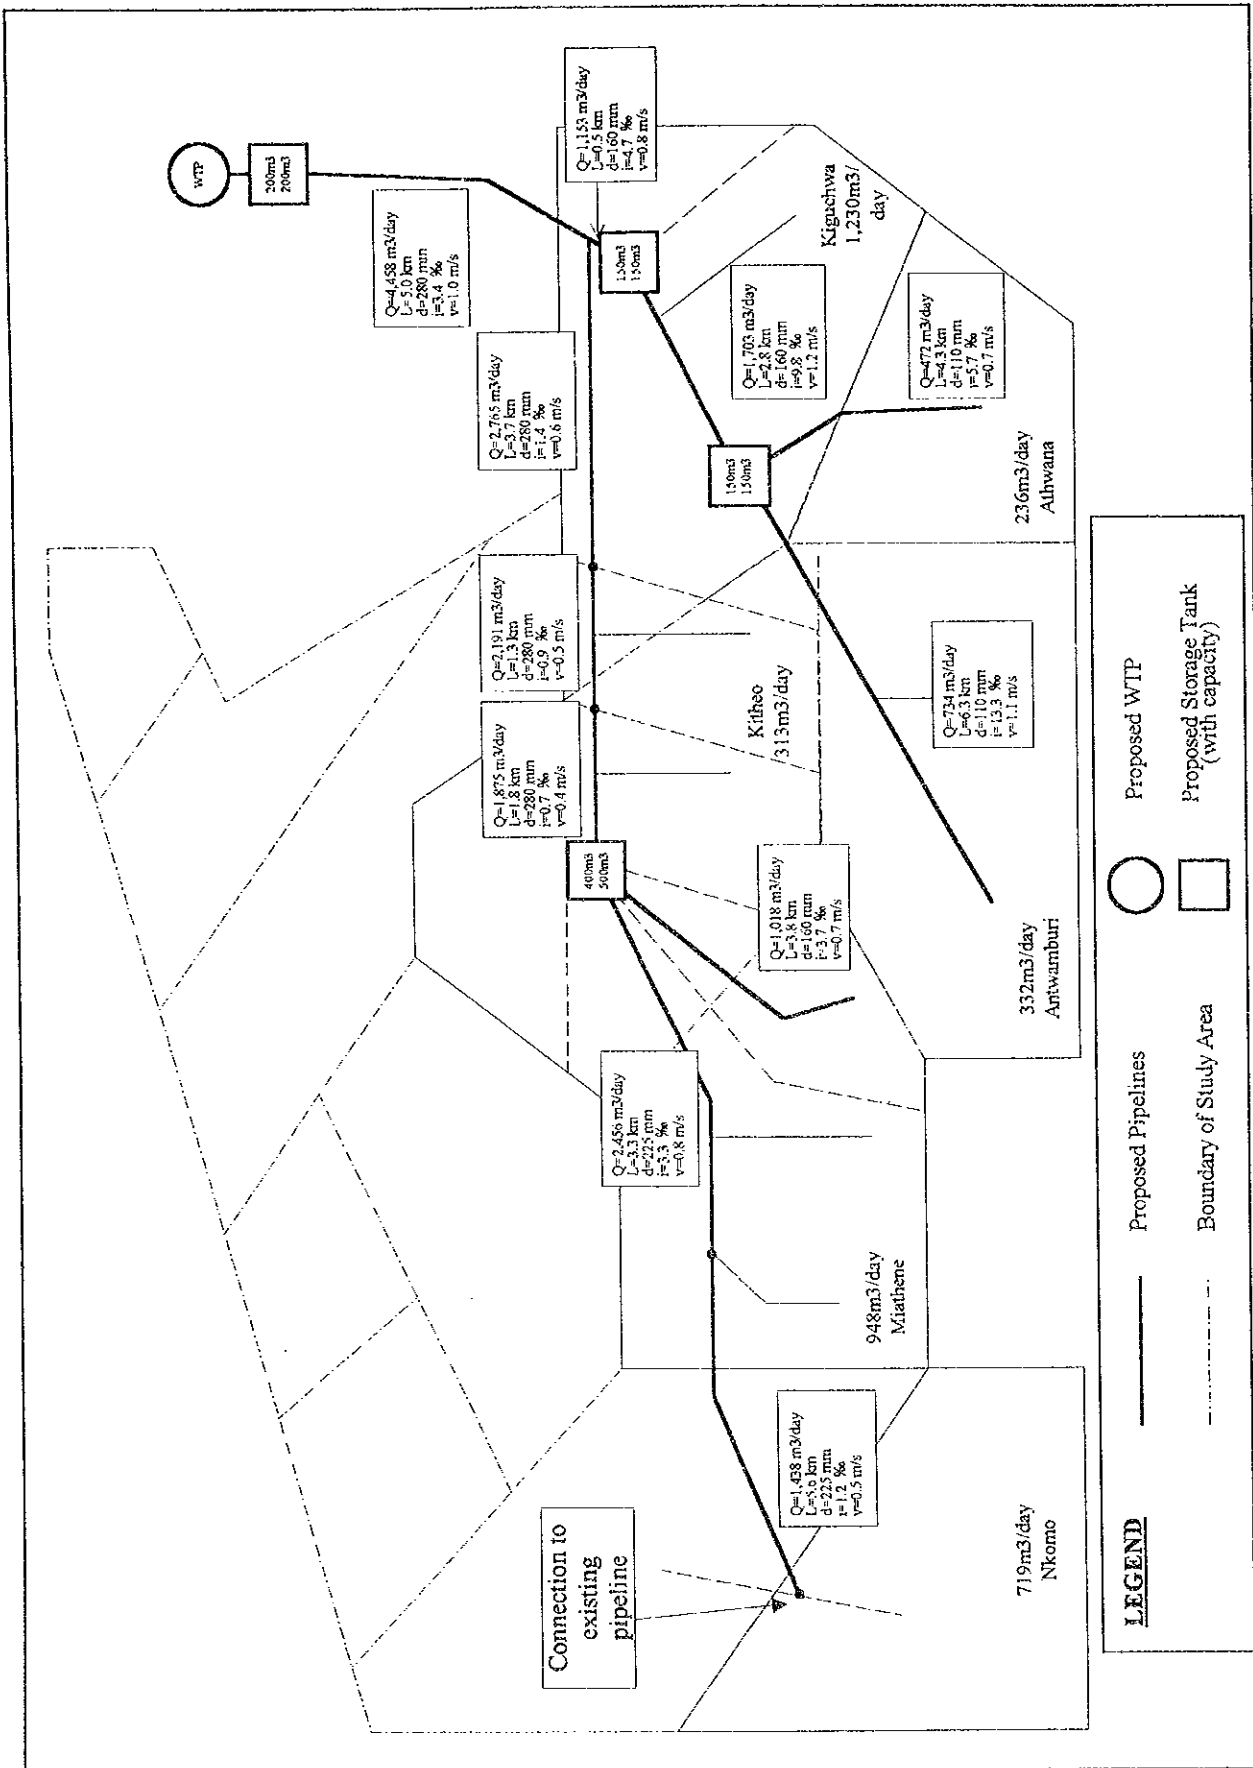 WTP
200m3
200m3
Q=4,458 m3/day
L=5.0 km
d=280 mm
i=3.4 ‰
v=1.0 m/s
Q=1,153 m3/day
L=0.5 km
d=160 mm
i=4.7 ‰
v=0.8 m/s
150m3
150m3
Kiguchwa
1,230m3/
day
Q=2,765 m3/day
L=3.7 km
d=280 mm
i=1.4 ‰
v=0.6 m/s
Q=1,703 m3/day
L=2.8 km
d=160 mm
i=9.8 ‰
v=1.2 m/s
Q=472 m3/day
L=4.3 km
d=110 mm
i=5.7 ‰
v=0.7 m/s
150m3
150m3
236m3/day
Athwana
Q=2,191 m3/day
L=1.3 km
d=280 mm
i=0.9 ‰
v=0.5 m/s
Q=1,875 m3/day
L=1.8 km
d=280 mm
i=0.7 ‰
v=0.4 m/s
Kitheo
313m3/day
Q=734 m3/day
L=6.3 km
d=110 mm
i=13.3 ‰
v=1.1 m/s
400m3
500m3
Q=1,018 m3/day
L=3.8 km
d=160 mm
i=3.7 ‰
v=0.7 m/s
332m3/day
Antwamburi
Q=2,456 m3/day
L=3.3 km
d=225 mm
i=3.3 ‰
v=0.8 m/s
948m3/day
Miathene
Q=1,438 m3/day
L=5.6 km
d=225 mm
i=1.2 ‰
v=0.5 m/s
Connection to
existing
pipeline
719m3/day
Nkomo
LEGEND
Proposed Pipelines
Proposed WTP
Boundary of Study Area
Proposed Storage Tank
(with capacity)